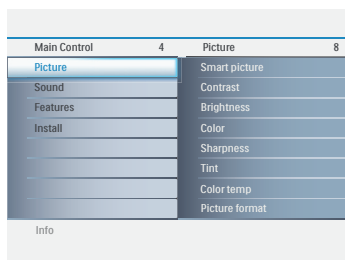 Main Control 4
Picture
Sound
Features
Install
Info
Picture 8
Smart picture
Contrast
Brightness
Color
Sharpness
Tint
Color temp
Picture format